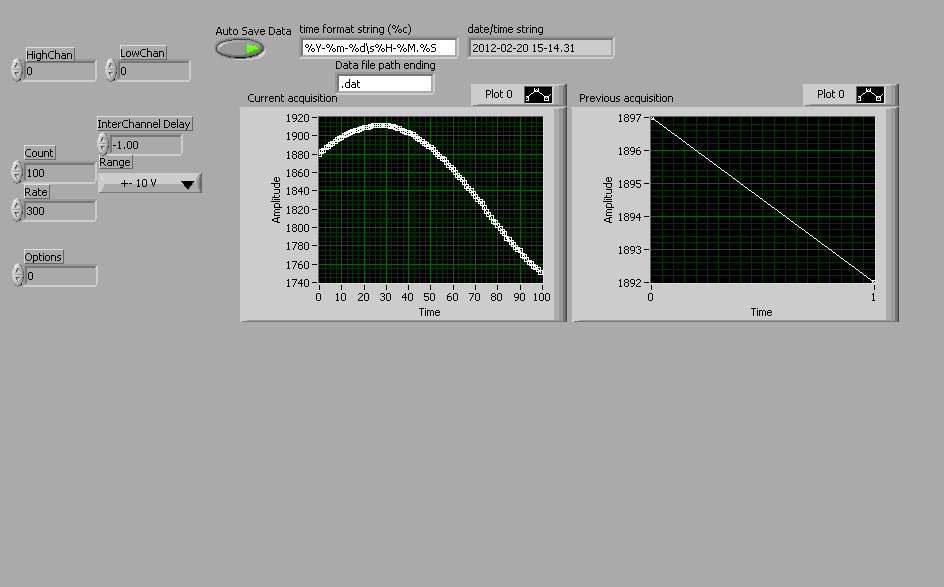 Auto Save Data
time format string (%c)
%Y-%m-%d\s%H-%M.%S
date/time string
2012-02-20 15-14.31
HighChan
0
LowChan
0
Data file path ending
.dat
InterChannel Delay
-1.00
Count
100
Range
+- 10 V
Rate
300
Options
0
Current acquisition
Plot 0
Amplitude
1920
1900
1880
1860
1840
1820
1800
1780
1760
1740
0 10 20 30 40 50 60 70 80 90 100
Time
Previous acquisition
Plot 0
Amplitude
1897
1896
1895
1894
1893
1892
0 1
Time